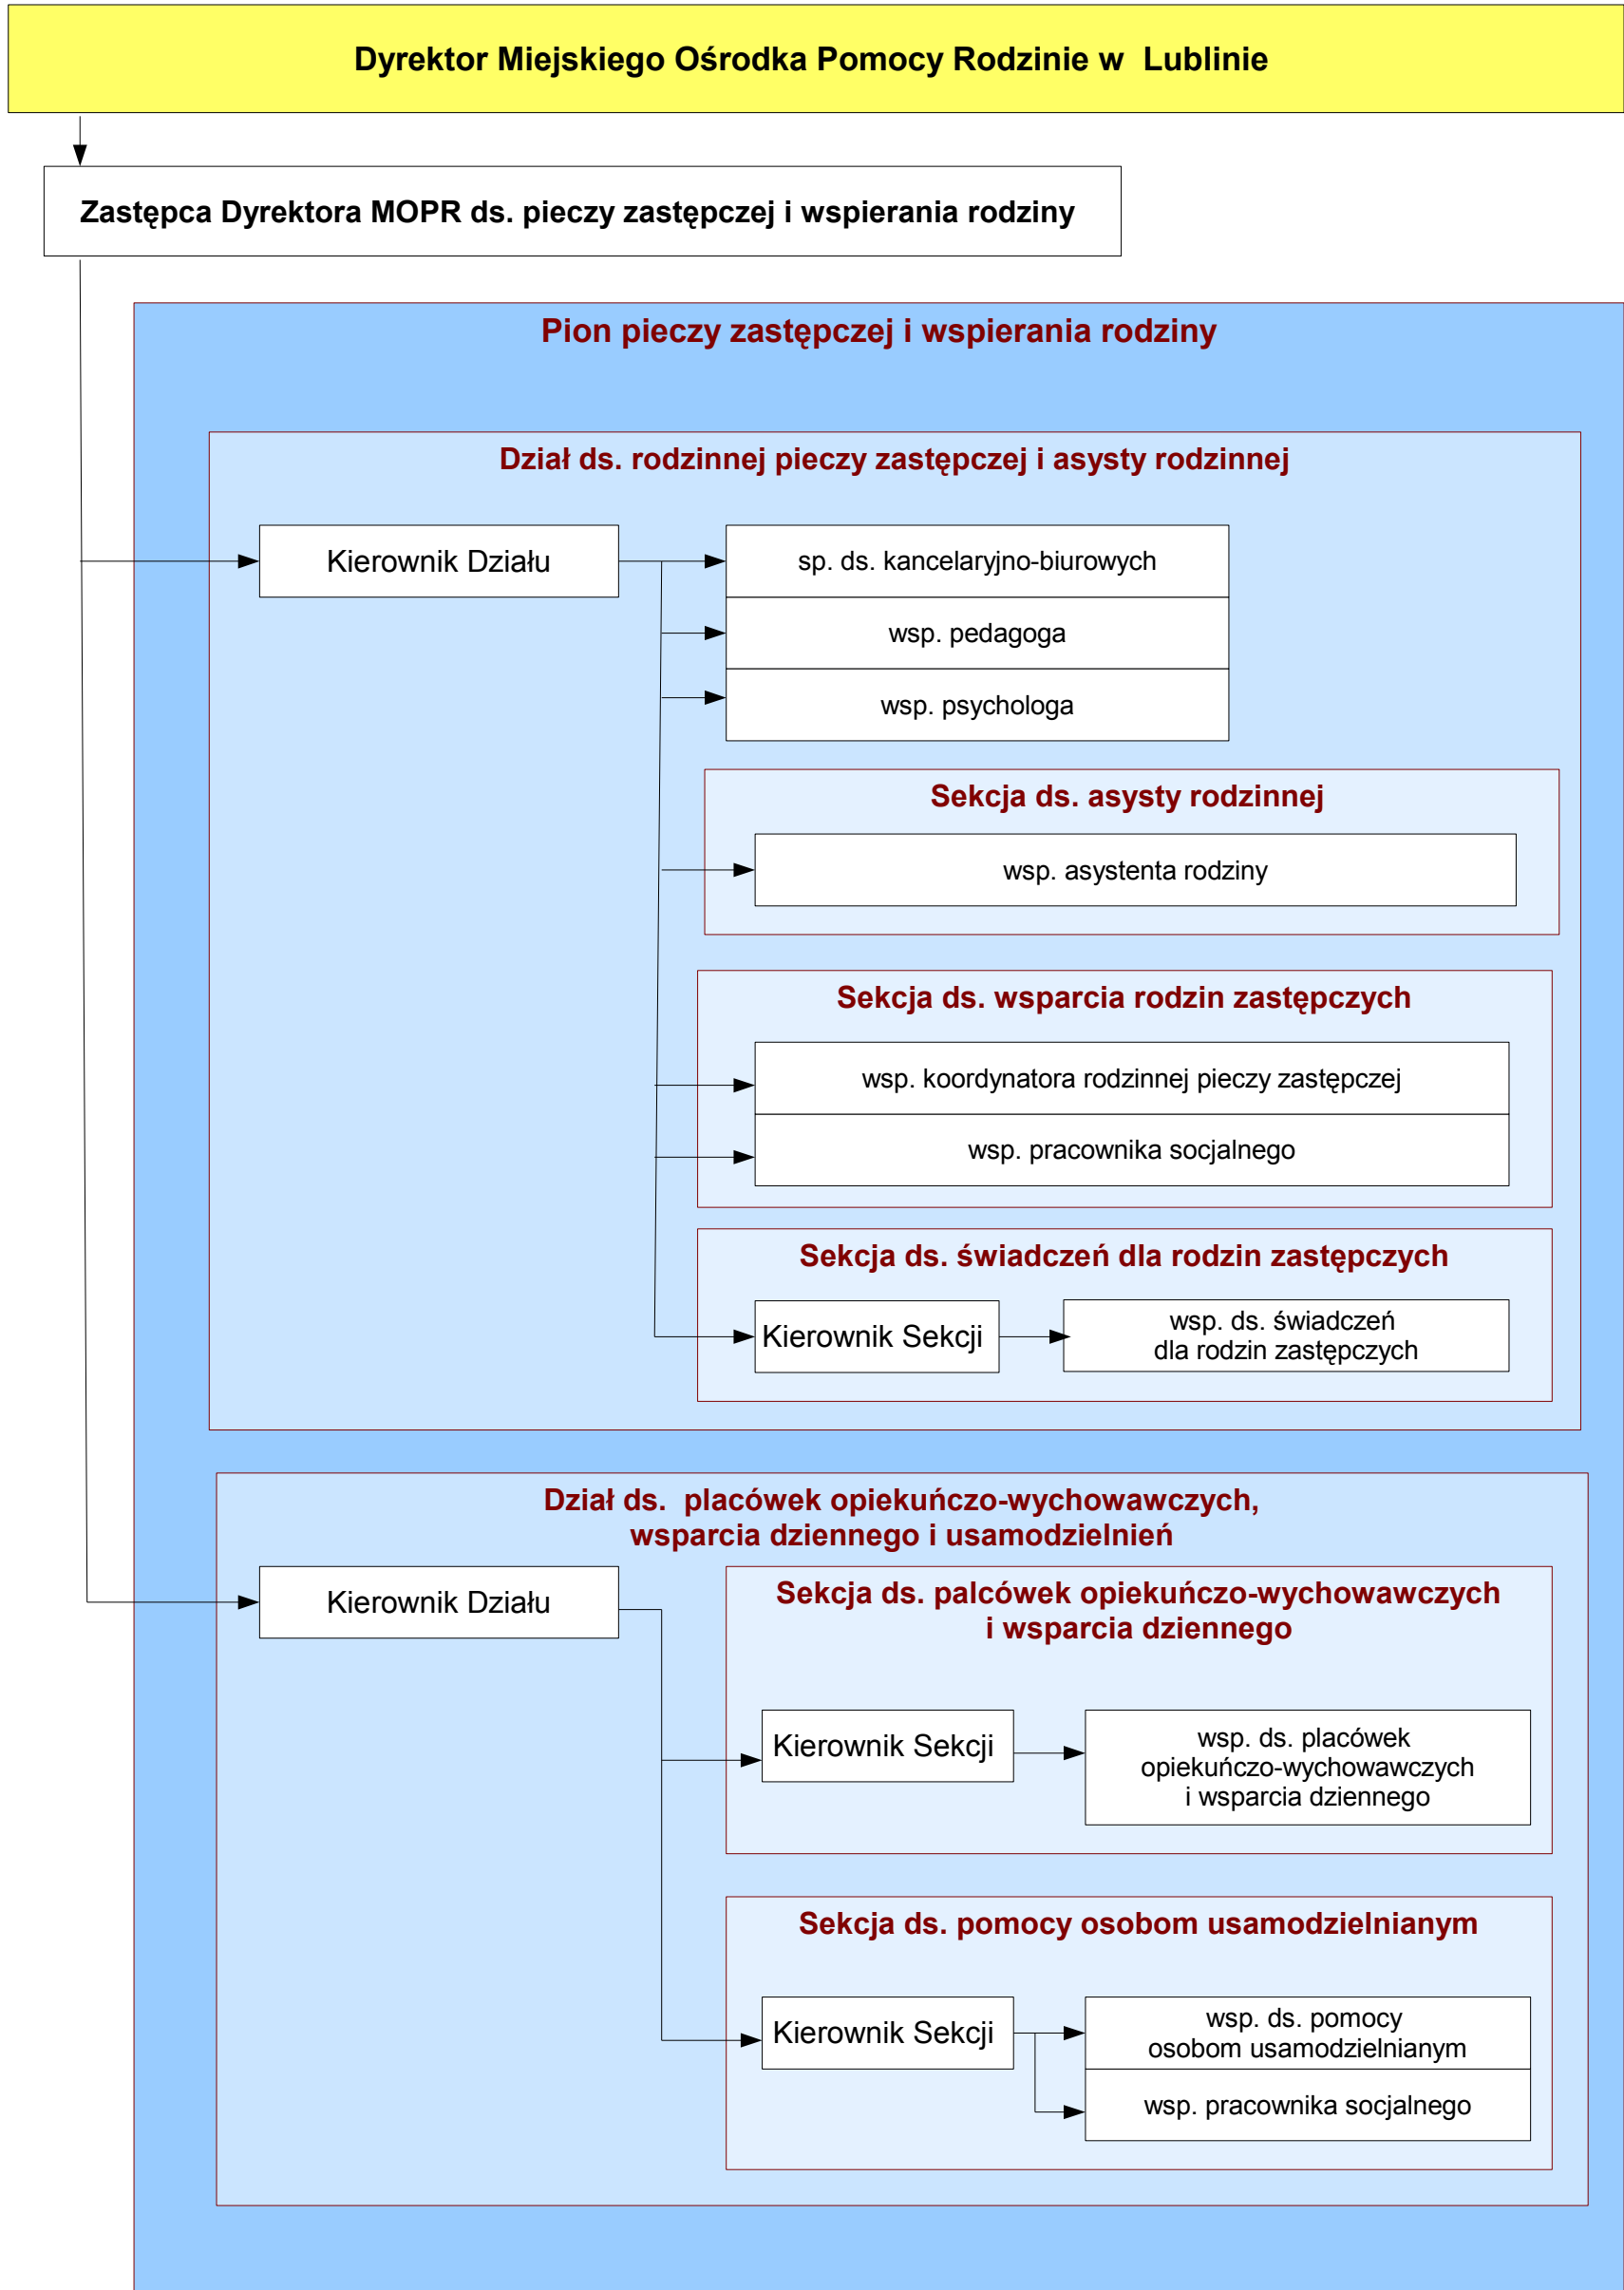 Dyrektor Miejskiego Ośrodka Pomocy Rodzinie w Lublinie
Zastępca Dyrektora MOPR ds. pieczy zastępczej i wspierania rodziny
Pion pieczy zastępczej i wspierania rodziny
Dział ds. rodzinnej pieczy zastępczej i asysty rodzinnej
Kierownik Działu
sp. ds. kancelaryjno-biurowych
wsp. pedagoga
wsp. psychologa
Sekcja ds. asysty rodzinnej
wsp. asystenta rodziny
Sekcja ds. wsparcia rodzin zastępczych
wsp. koordynatora rodzinnej pieczy zastępczej
wsp. pracownika socjalnego
Sekcja ds. świadczeń dla rodzin zastępczych
Kierownik Sekcji
wsp. ds. świadczeń
dla rodzin zastępczych
Dział ds. placówek opiekuńczo-wychowawczych,
wsparcia dziennego i usamodzielnień
Kierownik Działu
Sekcja ds. palcówek opiekuńczo-wychowawczych
i wsparcia dziennego
Kierownik Sekcji
wsp. ds. placówek
opiekuńczo-wychowawczych
i wsparcia dziennego
Sekcja ds. pomocy osobom usamodzielnianym
Kierownik Sekcji
wsp. ds. pomocy
osobom usamodzielnianym
wsp. pracownika socjalnego